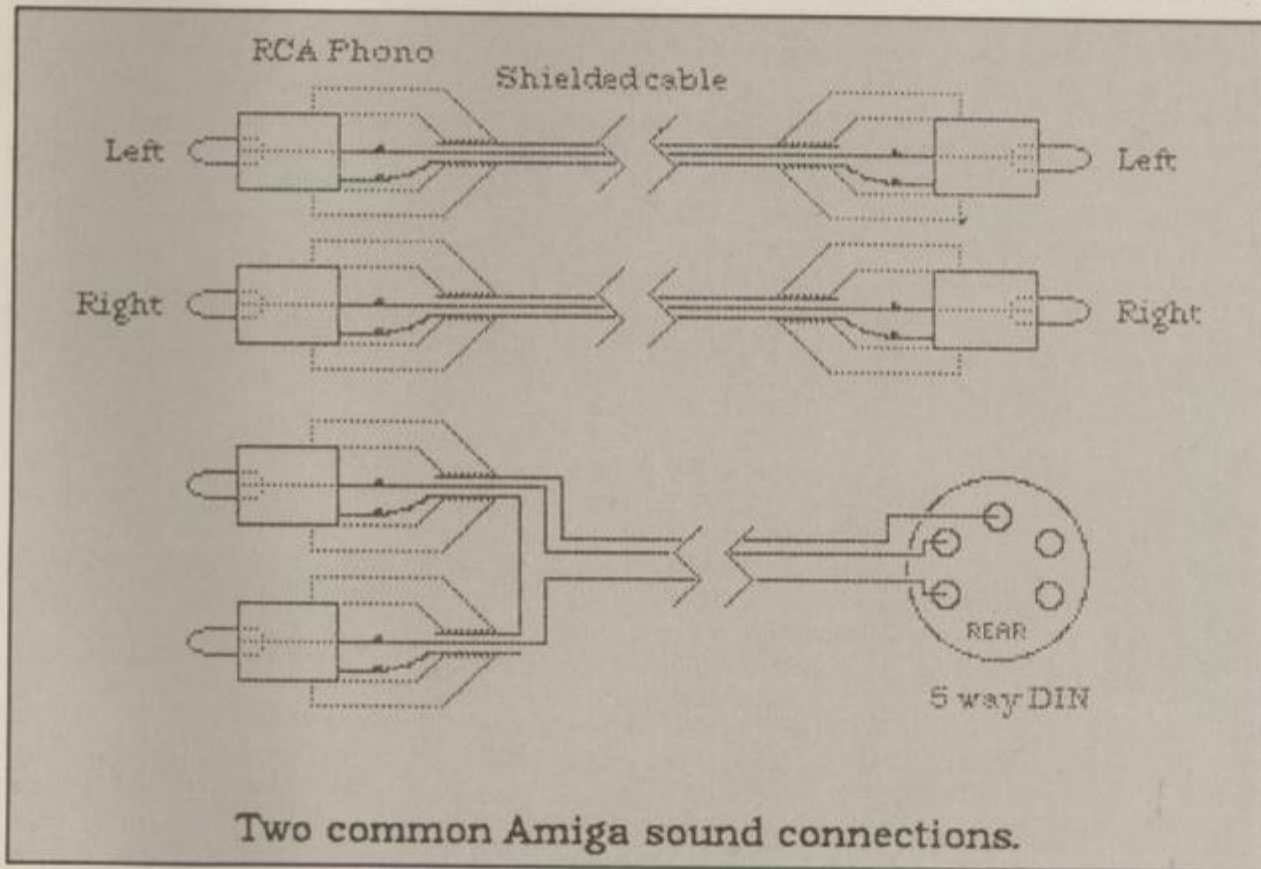 RCA Phono
Shielded cable
Left
Left
Right
Right
REAR
5 way DIN
Two common Amiga sound connections.